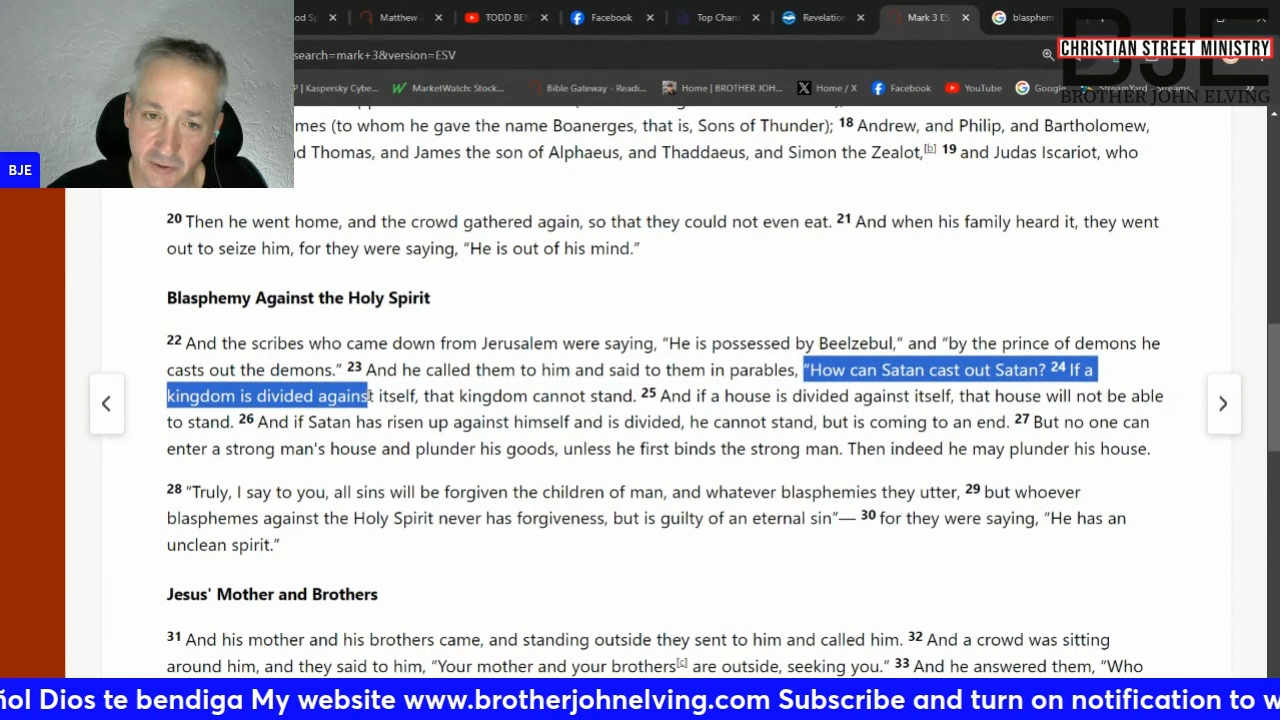 od Sp
Matthew
TODD BE
Facebook
Top Chan
Revelation
Mark 3 ES
blasphem
search=mark+3&version=ESV
P | Kaspersky Cybe...
MarketWatch: Stock...
Bible Gateway - Readi...
Home | BROTHER JOH...
Home / X
Facebook
YouTube
Google
StreamYard - Streams...
BJE
CHRISTIAN STREET MINISTRY
BROTHER JOHN ELVING
BJE
mes (to whom he gave the name Boanerges, that is, Sons of Thunder); 18 Andrew, and Philip, and Bartholomew,
nd Thomas, and James the son of Alphaeus, and Thaddaeus, and Simon the Zealot,[b] 19 and Judas Iscariot, who
20 Then he went home, and the crowd gathered again, so that they could not even eat. 21 And when his family heard it, they went
out to seize him, for they were saying, “He is out of his mind.”
Blasphemy Against the Holy Spirit
22 And the scribes who came down from Jerusalem were saying, “He is possessed by Beelzebul,” and “by the prince of demons he
casts out the demons.” 23 And he called them to him and said to them in parables, “How can Satan cast out Satan? 24 If a
kingdom is divided against itself, that kingdom cannot stand. 25 And if a house is divided against itself, that house will not be able
to stand. 26 And if Satan has risen up against himself and is divided, he cannot stand, but is coming to an end. 27 But no one can
enter a strong man's house and plunder his goods, unless he first binds the strong man. Then indeed he may plunder his house.
28 “Truly, I say to you, all sins will be forgiven the children of man, and whatever blasphemies they utter, 29 but whoever
blasphemes against the Holy Spirit never has forgiveness, but is guilty of an eternal sin”— 30 for they were saying, “He has an
unclean spirit.”
Jesus' Mother and Brothers
31 And his mother and his brothers came, and standing outside they sent to him and called him. 32 And a crowd was sitting
around him, and they said to him, “Your mother and your brothers[c] are outside, seeking you.” 33 And he answered them, “Who
ñol Dios te bendiga My website www.brotherjohnelving.com Subscribe and turn on notification to w